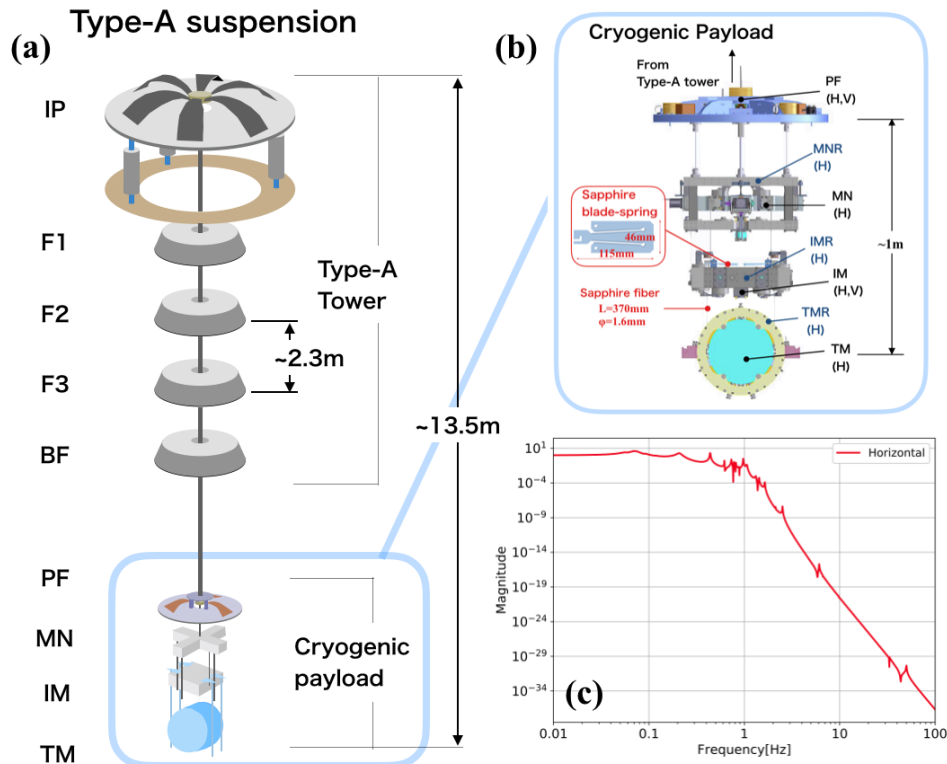 Type-A suspension
(a)
IP
F1
F2
F3
BF
PF
MN
IM
TM
Type-A
Tower
~2.3m
~13.5m
Cryogenic
payload
(b)
Cryogenic Payload
From
Type-A tower
PF
(H,V)
MNR
(H)
MN
(H)
Sapphire
blade-spring
46mm
115mm
IMR
(H)
IM
(H,V)
~1m
Sapphire fiber
L=370mm
φ=1.6mm
TMR
(H)
TM
(H)
Horizontal
10^1
10^-4
10^-9
10^-14
10^-19
10^-24
10^-29
10^-34
Magnitude
(c)
0.01
0.1
1
10
100
Frequency[Hz]